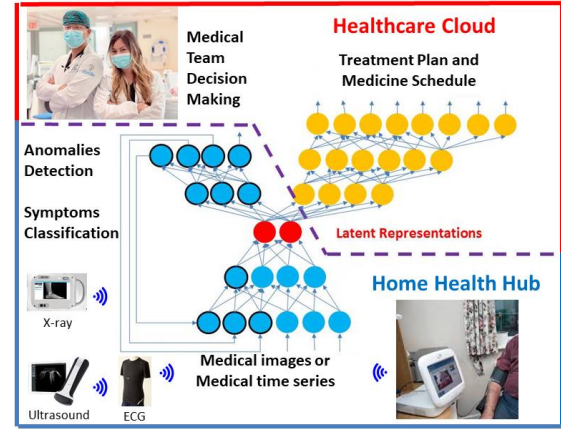 Healthcare Cloud
Medical
Team
Decision
Making
Treatment Plan and
Medicine Schedule
Anomalies
Detection
Symptoms
Classification
Latent Representations
Home Health Hub
X-ray
Medical images or
Medical time series
Ultrasound
ECG